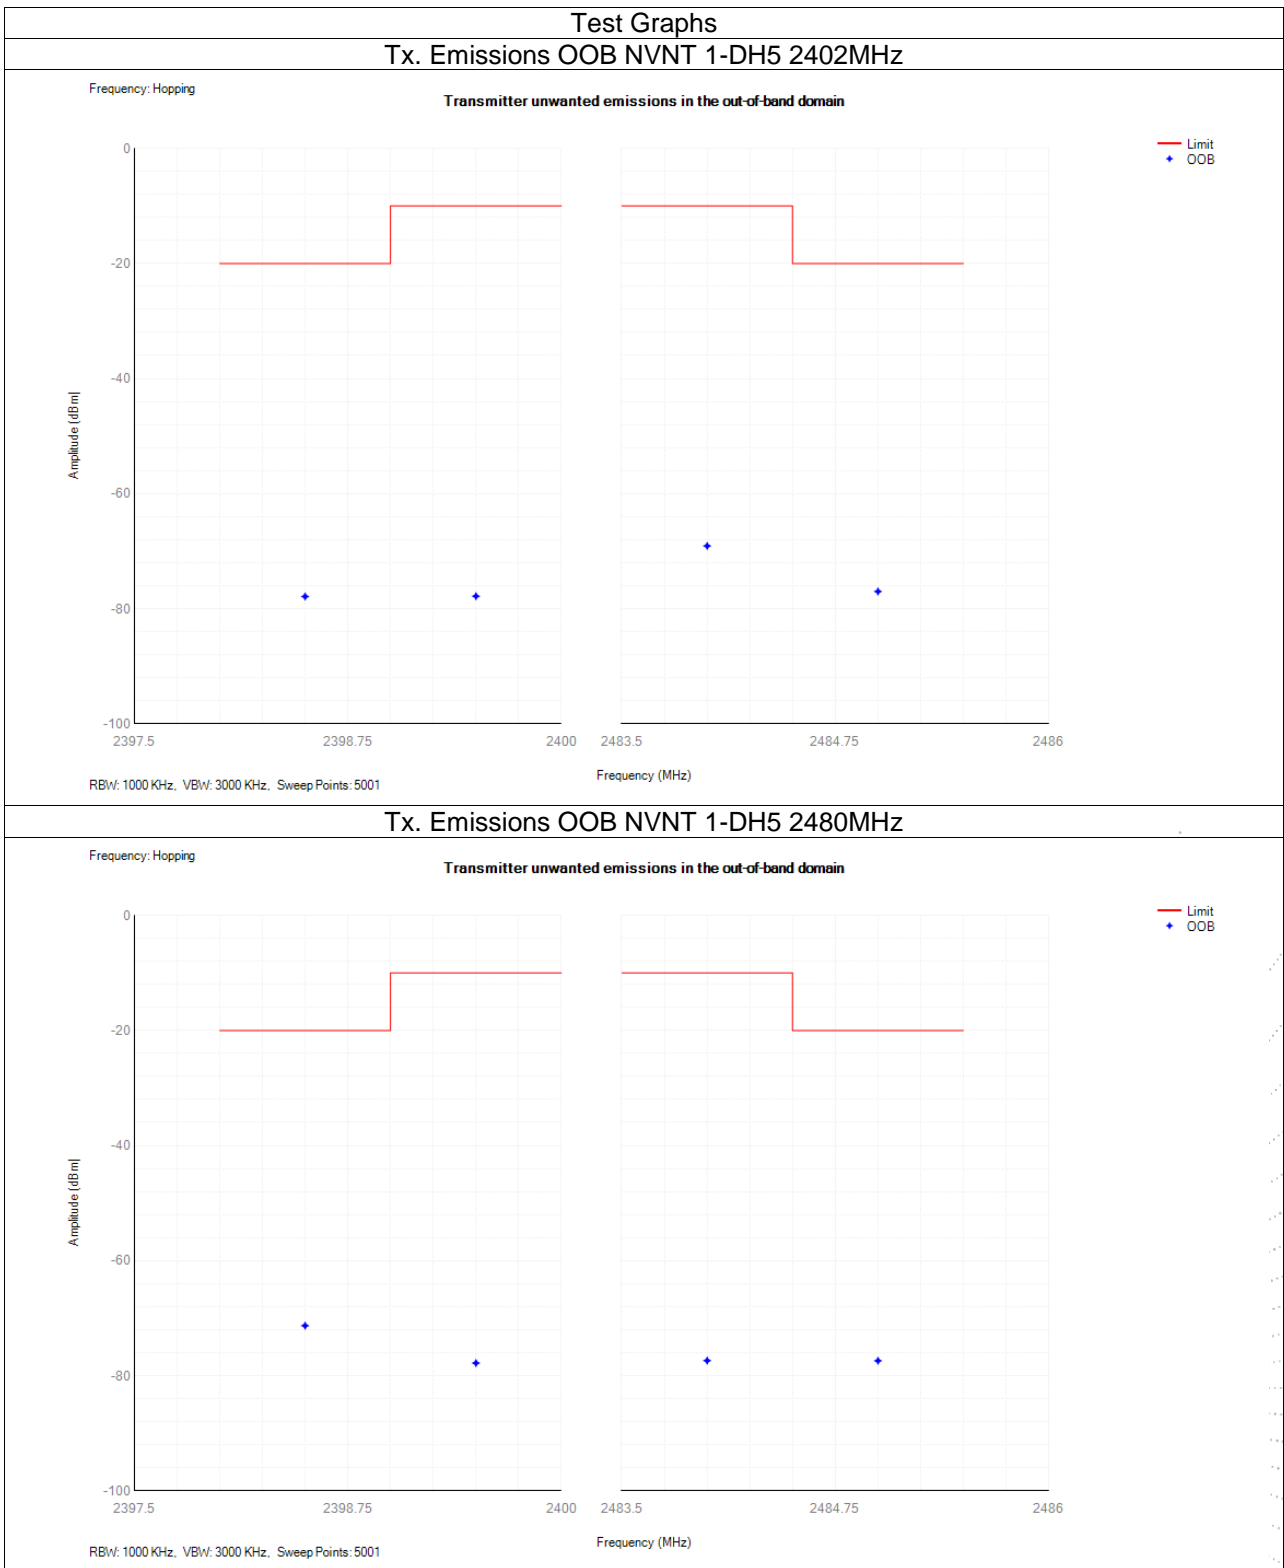 Test Graphs
Tx. Emissions OOB NVNT 1-DH5 2402MHz
Frequency: Hopping
Transmitter unwanted emissions in the out-of-band domain
Limit
OOB
0
-20
-40
-60
-80
-100
Amplitude [dBm]
2397.5 2398.75 2400 2483.5 2484.75 2486
Frequency (MHz)
RBW: 1000 KHz, VBW: 3000 KHz, Sweep Points: 5001
Tx. Emissions OOB NVNT 1-DH5 2480MHz
Frequency: Hopping
Transmitter unwanted emissions in the out-of-band domain
Limit
OOB
0
-20
-40
-60
-80
-100
Amplitude [dBm]
2397.5 2398.75 2400 2483.5 2484.75 2486
Frequency (MHz)
RBW: 1000 KHz, VBW: 3000 KHz, Sweep Points: 5001